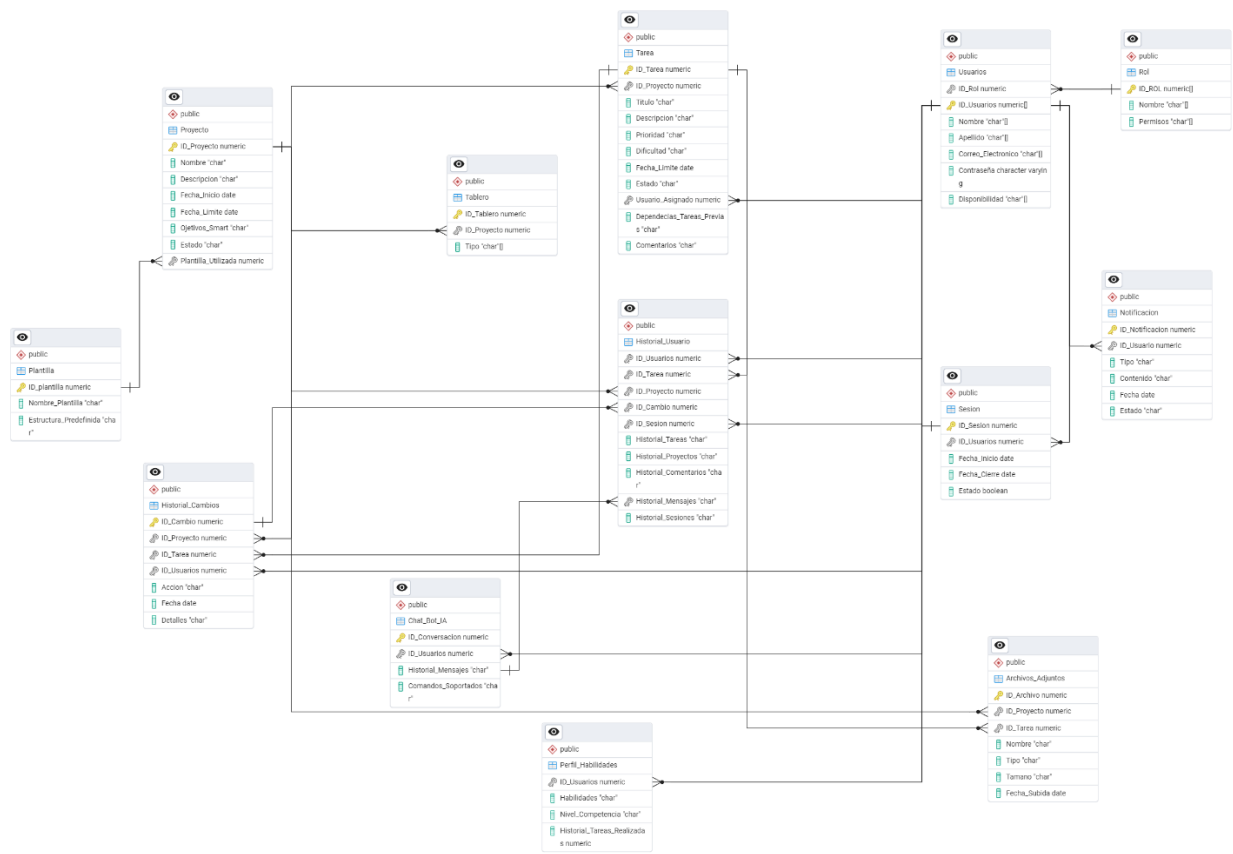 public
Tarea
ID_Tarea numeric
ID_Proyecto numeric
Titulo "char"
Descripcion "char"
Prioridad "char"
Dificultad "char"
Fecha_Limite date
Estado "char"
Usuario_Asignado numeric
Dependecias_Tareas_Previa
s "char"
Comentarios "char"
public
Usuarios
ID_Rol numeric
ID_Usuarios numeric[]
Nombre "char"[]
Apellido "char"[]
Correo_Electronico "char"[]
Contraseña character varyin
g
Disponibilidad "char"[]
public
Rol
ID_ROL numeric[]
Nombre "char"[]
Permisos "char"[]
public
Proyecto
ID_Proyecto numeric
Nombre "char"
Descripcion "char"
Fecha_Inicio date
Fecha_Limite date
Ojetivos_Smart "char"
Estado "char"
Plantilla_Utilizada numeric
public
Tablero
ID_Tablero numeric
ID_Proyecto numeric
Tipo "char"[]
public
Notificacion
ID_Notificacion numeric
ID_Usuario numeric
Tipo "char"
Contenido "char"
Fecha date
Estado "char"
public
Historial_Usuario
ID_Usuarios numeric
ID_Tarea numeric
ID_Proyecto numeric
ID_Cambio numeric
ID_Sesion numeric
Historial_Tareas "char"
Historial_Proyectos "char"
Historial_Comentarios "cha
r"
Historial_Mensajes "char"
Historial_Sesiones "char"
public
Plantilla
ID_plantilla numeric
Nombre_Plantilla "char"
Estructura_Predefinida "cha
r"
public
Sesion
ID_Sesion numeric
ID_Usuarios numeric
Fecha_Inicio date
Fecha_Cierre date
Estado boolean
public
Historial_Cambios
ID_Cambio numeric
ID_Proyecto numeric
ID_Tarea numeric
ID_Usuarios numeric
Accion "char"
Fecha date
Detalles "char"
public
Chat_Bot_IA
ID_Conversacion numeric
ID_Usuarios numeric
Historial_Mensajes "char"
Comandos_Soportados "cha
r"
public
Archivos_Adjuntos
ID_Archivo numeric
ID_Proyecto numeric
ID_Tarea numeric
Nombre "char"
Tipo "char"
Tamano "char"
Fecha_Subida date
public
Perfil_Habilidades
ID_Usuarios numeric
Habilidades "char"
Nivel_Competencia "char"
Historial_Tareas_Realizada
s numeric